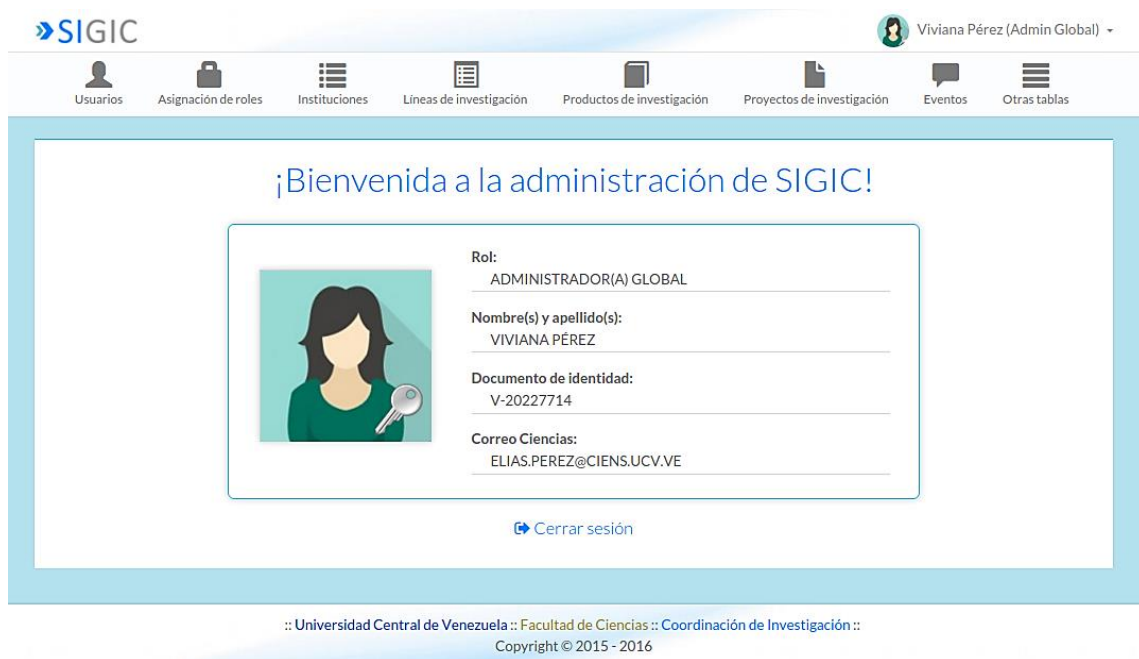 SIGIC
Viviana Pérez (Admin Global)
Usuarios Asignación de roles Instituciones Líneas de investigación Productos de investigación Proyectos de investigación Eventos Otras tablas
¡Bienvenida a la administración de SIGIC!
Rol:
ADMINISTRADOR(A) GLOBAL
Nombre(s) y apellido(s):
VIVIANA PÉREZ
Documento de identidad:
V-20227714
Correo Ciencias:
ELIAS.PEREZ@CIENS.UCV.VE
Cerrar sesión
:: Universidad Central de Venezuela :: Facultad de Ciencias :: Coordinación de Investigación ::
Copyright © 2015 - 2016